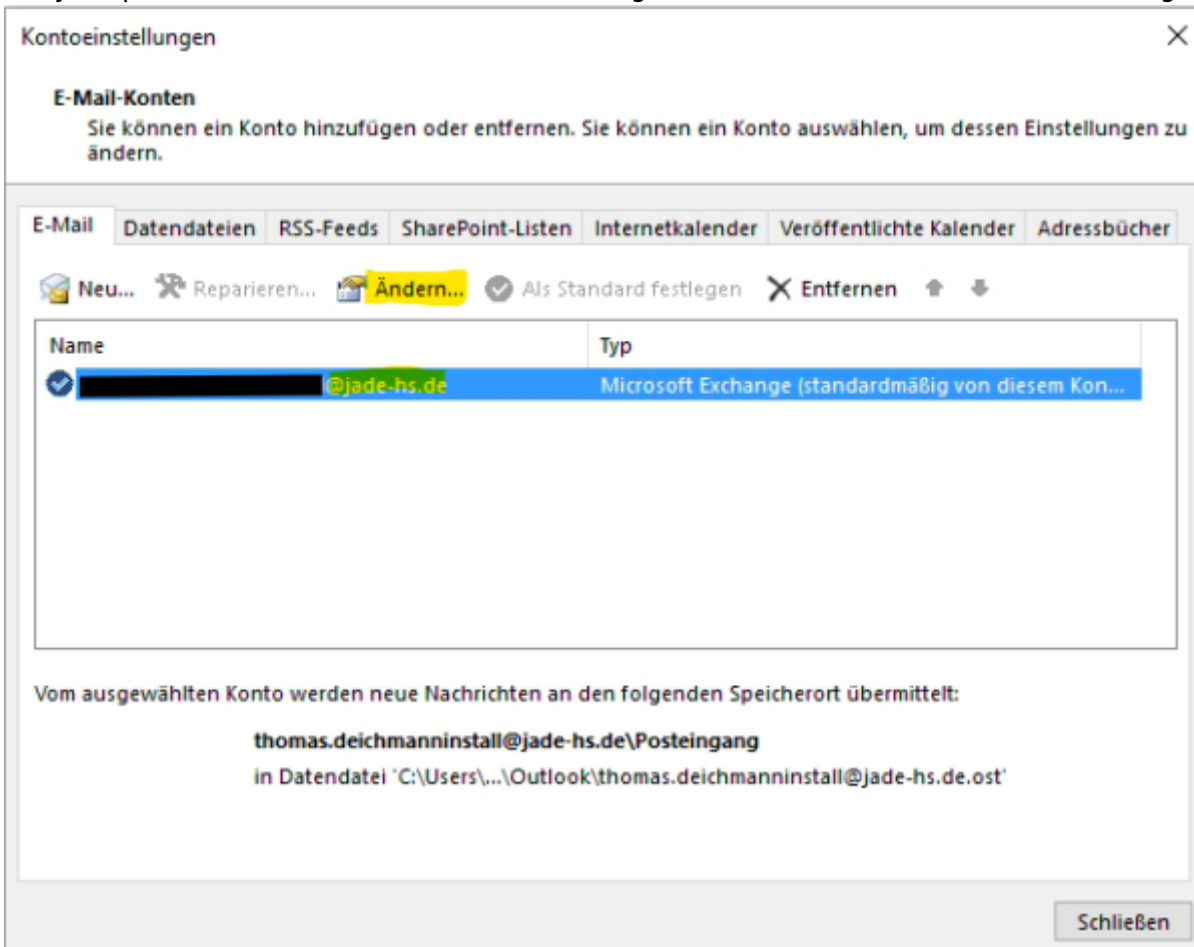 Kontoeinstellungen
E-Mail-Konten
Sie können ein Konto hinzufügen oder entfernen. Sie können ein Konto auswählen, um dessen Einstellungen zu
ändern.
E-Mail Datendateien RSS-Feeds SharePoint-Listen Internetkalender Veröffentlichte Kalender Adressbücher
Neu... Reparieren... Ändern... Als Standard festlegen Entfernen
Name Typ
@jade-hs.de Microsoft Exchange (standardmäßig von diesem Kon...
Vom ausgewählten Konto werden neue Nachrichten an den folgenden Speicherort übermittelt:
thomas.deichmanninstall@jade-hs.de\Posteingang
in Datendatei 'C:\Users\...\Outlook\thomas.deichmanninstall@jade-hs.de.ost'
Schließen